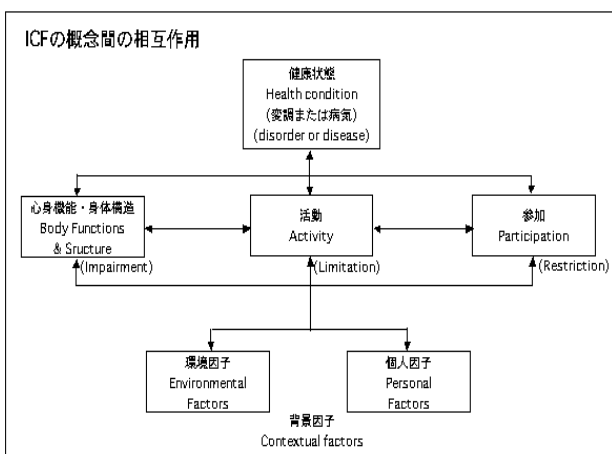 ICFの概念間の相互作用
健康状態
Health condition
(変調または病気)
(disorder or disease)
心身機能・身体構造
Body Functions
& Sructure
(Impairment)
活動
Activity
(Limitation)
参加
Participation
(Restriction)
環境因子
Environmental
Factors
個人因子
Personal
Factors
背景因子
Contextual factors